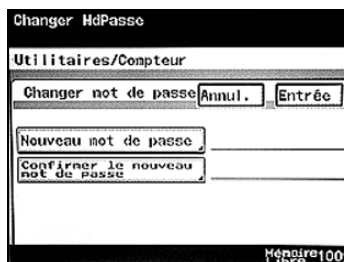 Changer MdPasse
Utilitaires/Compteur
Changer mot de passe Annul. Entrée
Nouveau mot de passe
Confirmer le nouveau
mot de passe
Mémoire 100
Libre